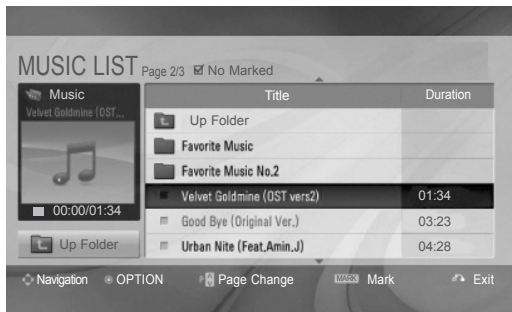 MUSIC LIST Page 2/3 No Marked
Music
Velvet Goldmine (OST...
00:00/01:34
Up Folder
Title Duration
Up Folder
Favorite Music
Favorite Music No.2
Velvet Goldmine (OST vers2) 01:34
Good Bye (Original Ver.) 03:23
Urban Nite (Feat.Amin.J) 04:28
Navigation OPTION P Page Change MARK Mark Exit